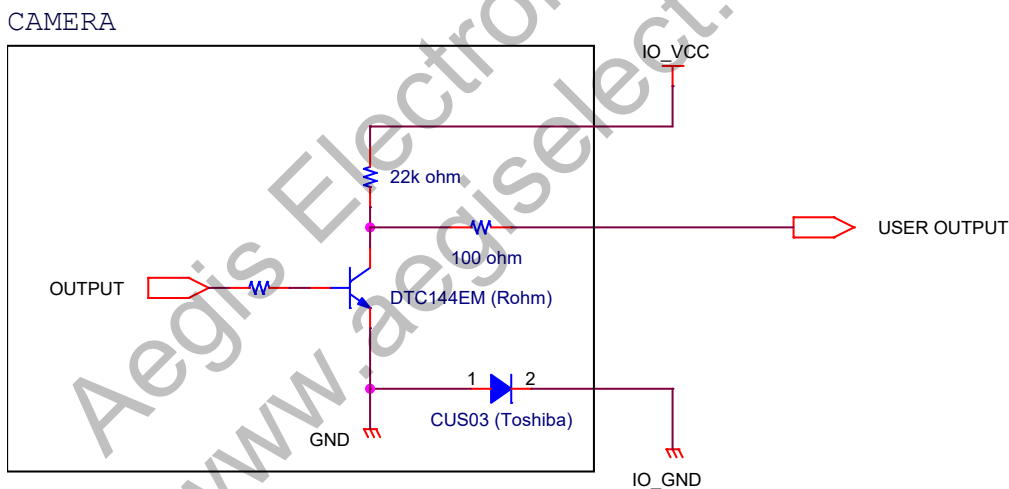 CAMERA
IO_VCC
22k ohm
USER OUTPUT
100 ohm
OUTPUT
DTC144EM (Rohm)
1 2
CUS03 (Toshiba)
GND
IO_GND
Aegis Electro
www.aegiselect.